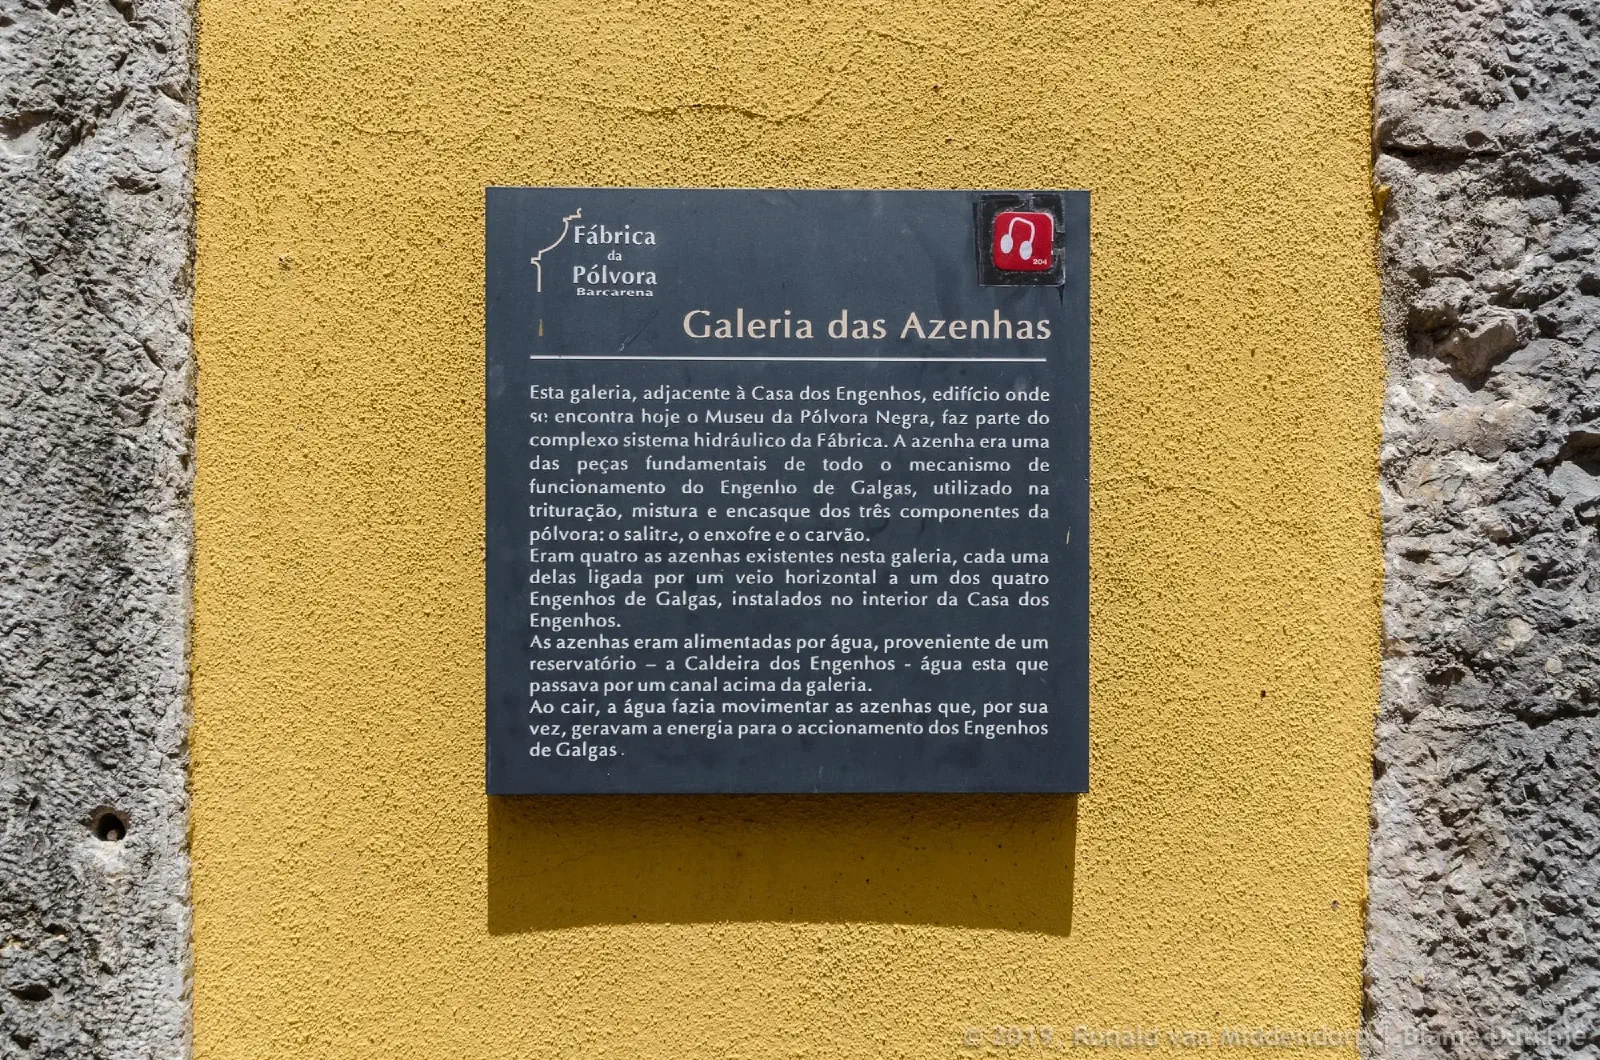 Fábrica
da
Pólvora
Barcarena
204
Galeria das Azenhas
Esta galeria, adjacente à Casa dos Engenhos, edifício onde
se encontra hoje o Museu da Pólvora Negra, faz parte do
complexo sistema hidráulico da Fábrica. A azenha era uma
das peças fundamentais de todo o mecanismo de
funcionamento do Engenho de Galgas, utilizado na
trituração, mistura e encasque dos três componentes da
pólvora: o salitre, o enxofre e o carvão.
Eram quatro as azenhas existentes nesta galeria, cada uma
delas ligada por um veio horizontal a um dos quatro
Engenhos de Galgas, instalados no interior da Casa dos
Engenhos.
As azenhas eram alimentadas por água, proveniente de um
reservatório – a Caldeira dos Engenhos - água esta que
passava por um canal acima da galeria.
Ao cair, a água fazia movimentar as azenhas que, por sua
vez, geravam a energia para o accionamento dos Engenhos
de Galgas.
© 2019 Ronald van Middendorp